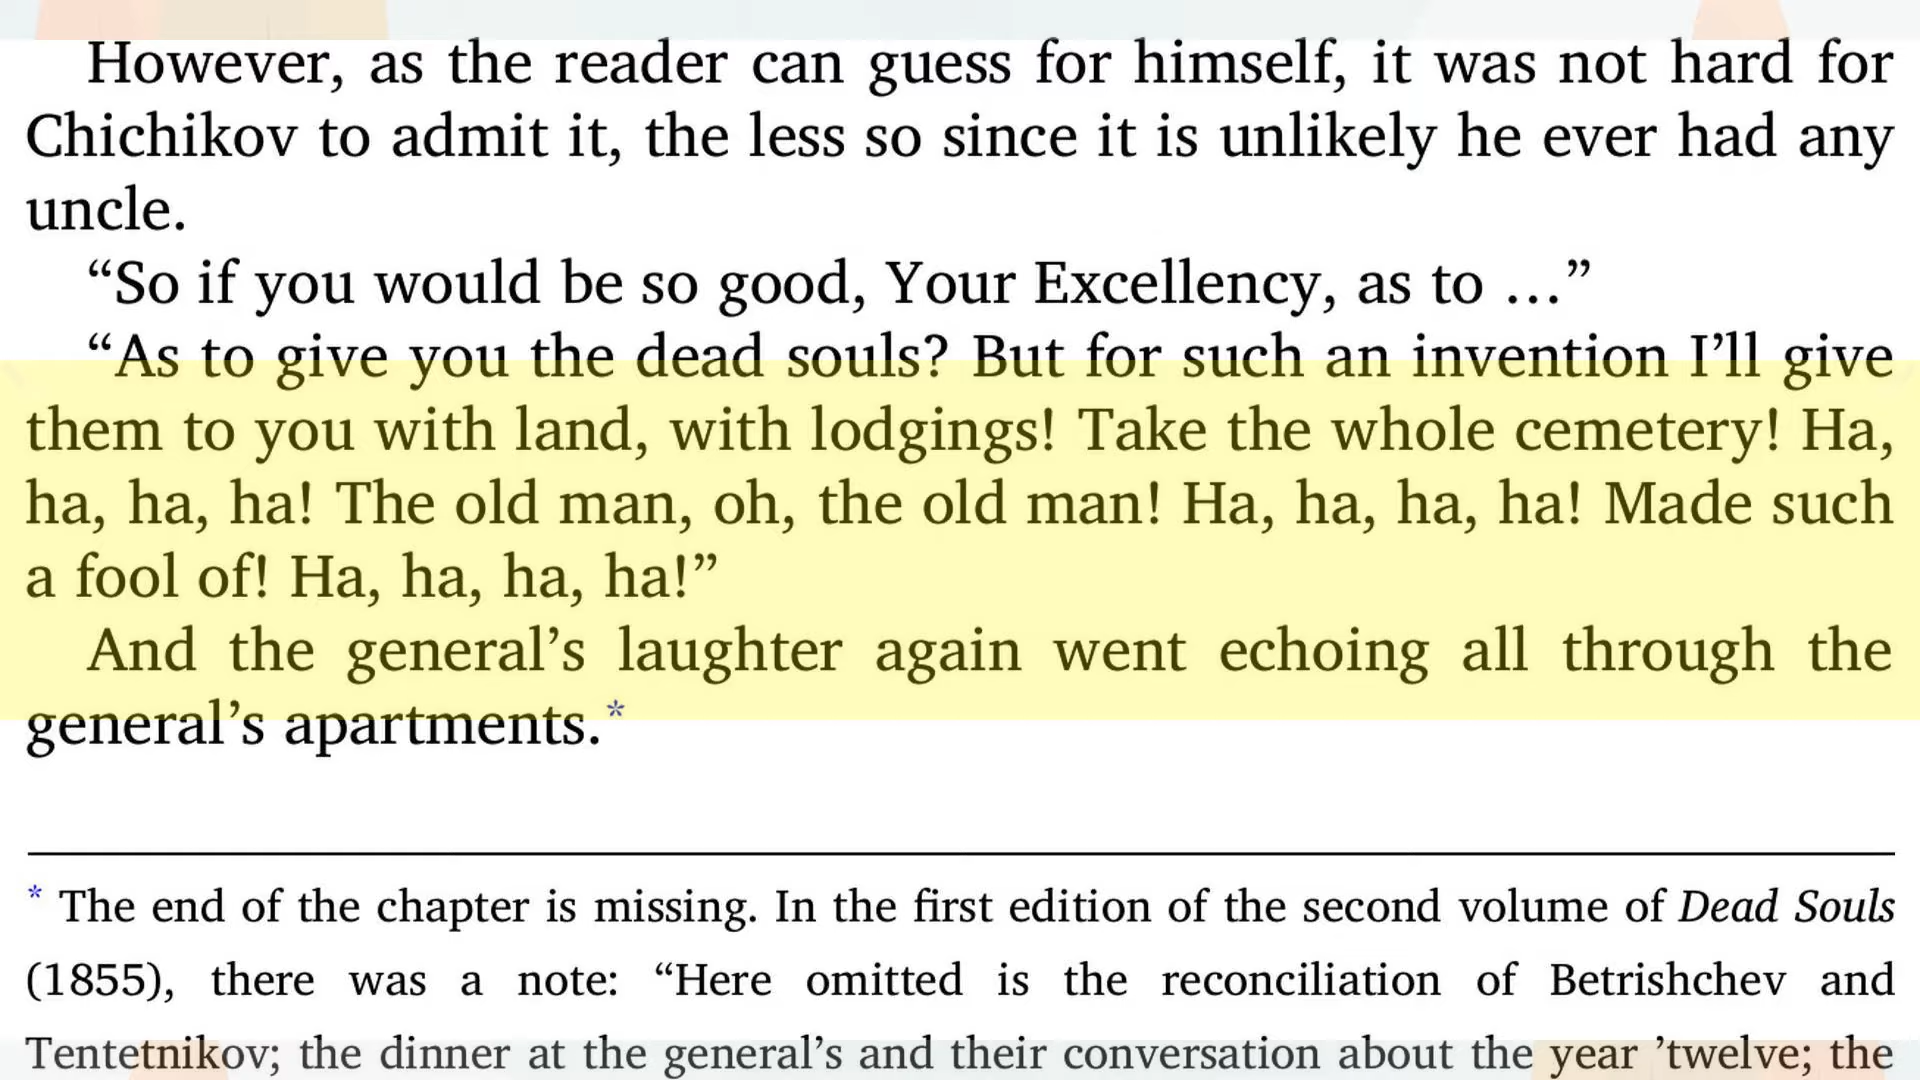 However, as the reader can guess for himself, it was not hard for
Chichikov to admit it, the less so since it is unlikely he ever had any
uncle.
“So if you would be so good, Your Excellency, as to …”
“As to give you the dead souls? But for such an invention I’ll give
them to you with land, with lodgings! Take the whole cemetery! Ha,
ha, ha, ha! The old man, oh, the old man! Ha, ha, ha, ha! Made such
a fool of! Ha, ha, ha, ha!”
And the general’s laughter again went echoing all through the
general’s apartments.*
* The end of the chapter is missing. In the first edition of the second volume of Dead Souls
(1855), there was a note: “Here omitted is the reconciliation of Betrishchev and
Tentetnikov; the dinner at the general’s and their conversation about the year ’twelve; the